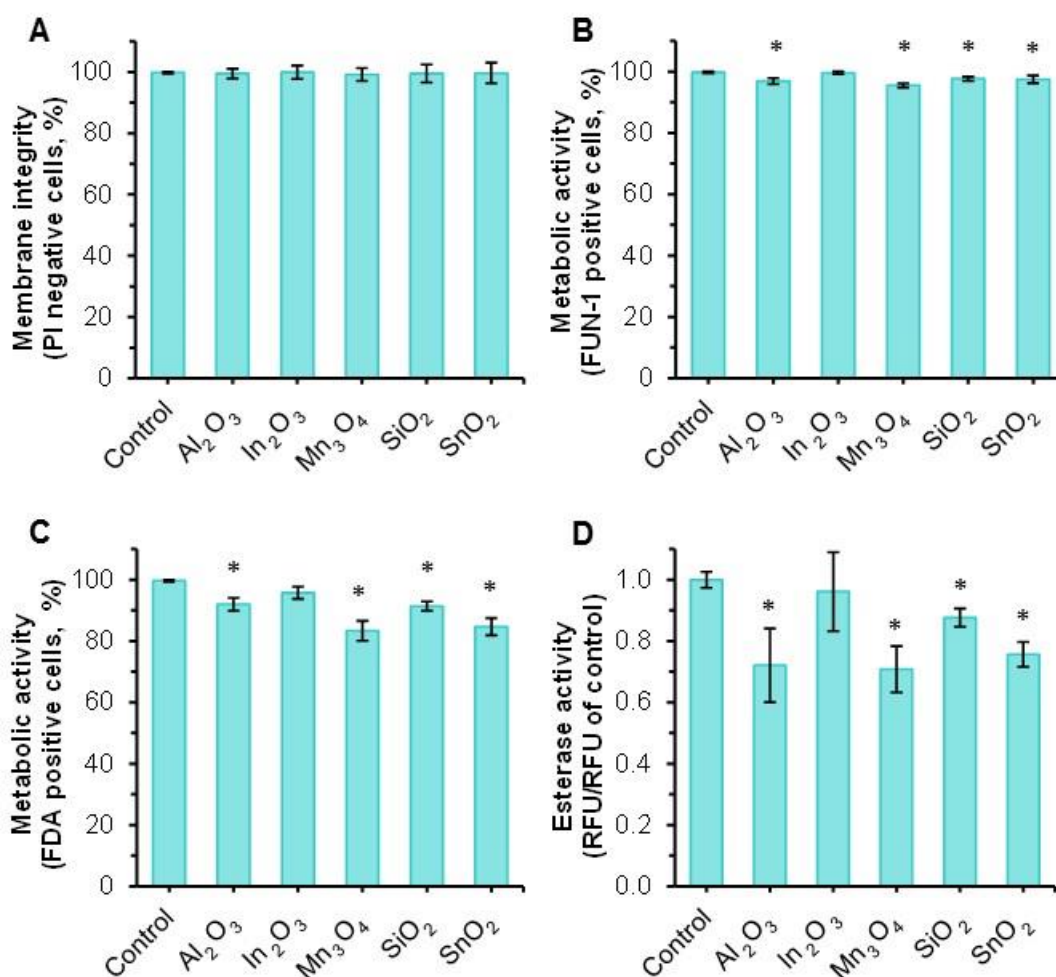 A
Membrane integrity
(PI negative cells, %)
100
80
60
40
20
0
Control
Al₂O₃
In₂O₃
Mn₃O₄
SiO₂
SnO₂
B
Metabolic activity
(FUN-1 positive cells, %)
100
80
60
40
20
0
*
*
*
*
Control
Al₂O₃
In₂O₃
Mn₃O₄
SiO₂
SnO₂
C
Metabolic activity
(FDA positive cells, %)
100
80
60
40
20
0
*
*
*
*
Control
Al₂O₃
In₂O₃
Mn₃O₄
SiO₂
SnO₂
D
Esterase activity
(RFU/RFU of control)
1.0
0.8
0.6
0.4
0.2
0.0
*
*
*
*
Control
Al₂O₃
In₂O₃
Mn₃O₄
SiO₂
SnO₂